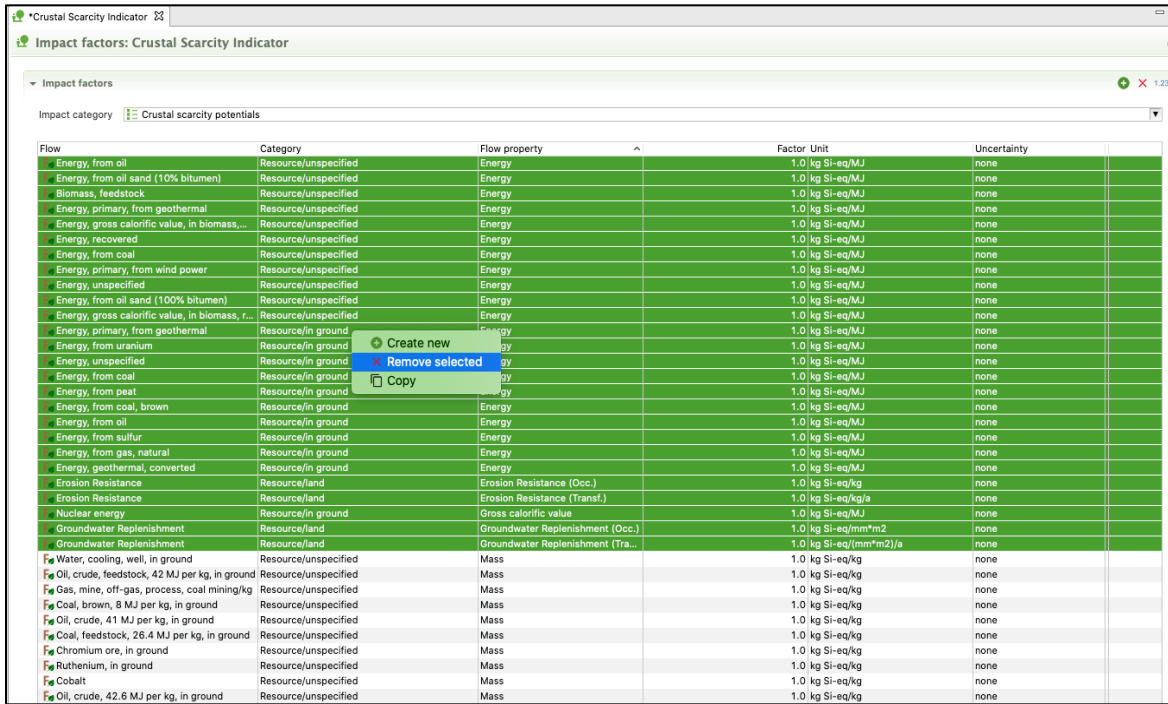 *Crustal Scarcity Indicator
Impact factors: Crustal Scarcity Indicator
Impact factors 1.23
Impact category Crustal scarcity potentials
Flow Category Flow property Factor Unit Uncertainty
Energy, from oil Resource/unspecified Energy 1.0 kg Si-eq/MJ none
Energy, from oil sand (10% bitumen) Resource/unspecified Energy 1.0 kg Si-eq/MJ none
Biomass, feedstock Resource/unspecified Energy 1.0 kg Si-eq/MJ none
Energy, primary, from geothermal Resource/unspecified Energy 1.0 kg Si-eq/MJ none
Energy, gross calorific value, in biomass,... Resource/unspecified Energy 1.0 kg Si-eq/MJ none
Energy, recovered Resource/unspecified Energy 1.0 kg Si-eq/MJ none
Energy, from coal Resource/unspecified Energy 1.0 kg Si-eq/MJ none
Energy, primary, from wind power Resource/unspecified Energy 1.0 kg Si-eq/MJ none
Energy, unspecified Resource/unspecified Energy 1.0 kg Si-eq/MJ none
Energy, from oil sand (100% bitumen) Resource/unspecified Energy 1.0 kg Si-eq/MJ none
Energy, gross calorific value, in biomass, r... Resource/unspecified Energy 1.0 kg Si-eq/MJ none
Energy, primary, from geothermal Resource/in ground 1.0 kg Si-eq/MJ none
Create new
Energy, from uranium Resource/in ground gy 1.0 kg Si-eq/MJ none
Energy, unspecified Resource/in ground Remove selected gy 1.0 kg Si-eq/MJ none
Energy, from coal Resource/in ground gy 1.0 kg Si-eq/MJ none
Copy
Energy, from peat Resource/in ground 1.0 kg Si-eq/MJ none
Energy, from coal, brown Resource/in ground Energy 1.0 kg Si-eq/MJ none
Energy, from oil Resource/in ground Energy 1.0 kg Si-eq/MJ none
Energy, from sulfur Resource/in ground Energy 1.0 kg Si-eq/MJ none
Energy, from gas, natural Resource/in ground Energy 1.0 kg Si-eq/MJ none
Energy, geothermal, converted Resource/in ground Energy 1.0 kg Si-eq/MJ none
Erosion Resistance Resource/land Erosion Resistance (Occ.) 1.0 kg Si-eq/kg none
Erosion Resistance Resource/land Erosion Resistance (Transf.) 1.0 kg Si-eq/kg/a none
Nuclear energy Resource/in ground Gross calorific value 1.0 kg Si-eq/MJ none
Groundwater Replenishment Resource/land Groundwater Replenishment (Occ.) 1.0 kg Si-eq/mm*m2 none
Groundwater Replenishment Resource/land Groundwater Replenishment (Tra... 1.0 kg Si-eq/(mm*m2)/a none
Water, cooling, well, in ground Resource/unspecified Mass 1.0 kg Si-eq/kg none
Oil, crude, feedstock, 42 MJ per kg, in ground Resource/unspecified Mass 1.0 kg Si-eq/kg none
Gas, mine, off-gas, process, coal mining/kg Resource/unspecified Mass 1.0 kg Si-eq/kg none
Coal, brown, 8 MJ per kg, in ground Resource/unspecified Mass 1.0 kg Si-eq/kg none
Oil, crude, 41 MJ per kg, in ground Resource/unspecified Mass 1.0 kg Si-eq/kg none
Coal, feedstock, 26.4 MJ per kg, in ground Resource/unspecified Mass 1.0 kg Si-eq/kg none
Chromium ore, in ground Resource/unspecified Mass 1.0 kg Si-eq/kg none
Ruthenium, in ground Resource/unspecified Mass 1.0 kg Si-eq/kg none
Cobalt Resource/unspecified Mass 1.0 kg Si-eq/kg none
Oil, crude, 42.6 MJ per kg, in ground Resource/unspecified Mass 1.0 kg Si-eq/kg none